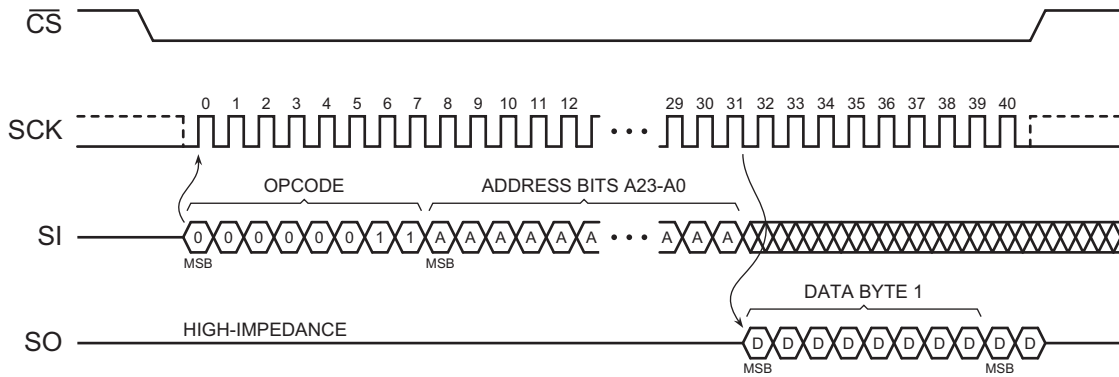 CS
0 1 2 3 4 5 6 7 8 9 10 11 12 29 30 31 32 33 34 35 36 37 38 39 40
SCK
OPCODE ADDRESS BITS A23-A0
SI 0 0 0 0 0 0 1 1 A A A A A A A A A
MSB MSB
DATA BYTE 1
HIGH-IMPEDANCE
SO D D D D D D D D D D
MSB MSB